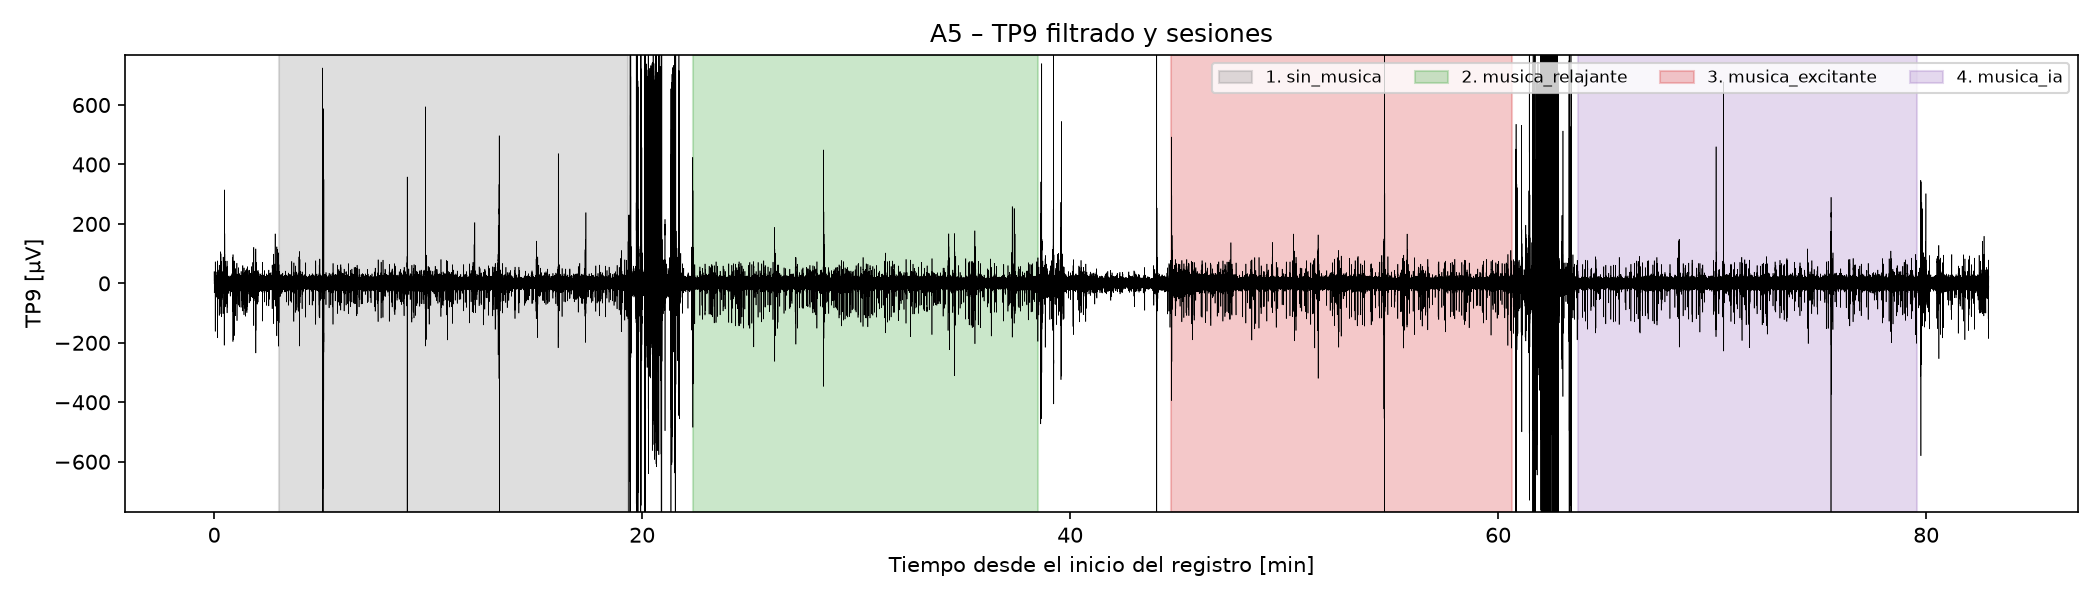 A5 – TP9 filtrado y sesiones
1. sin_musica
2. musica_relajante
3. musica_excitante
4. musica_ia
TP9 [µV]
600
400
200
0
−200
−400
−600
0
20
40
60
80
Tiempo desde el inicio del registro [min]